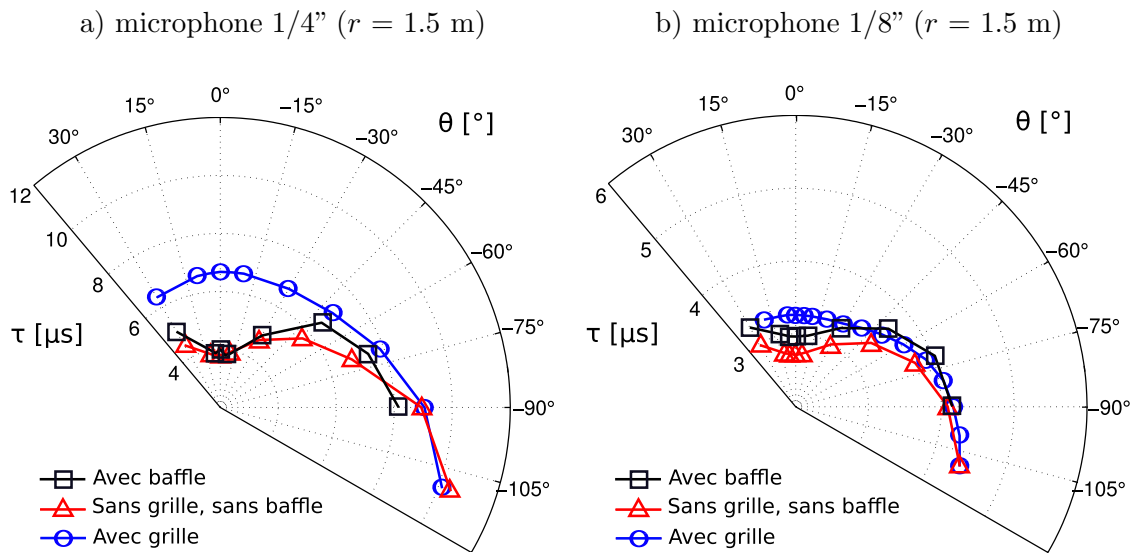 a) microphone 1/4” (r = 1.5 m)
0°
15°
−15°
30°
−30°
θ [°]
−45°
12
10
−60°
8
6
τ [µs]
4
−75°
−90°
−105°
Avec baffle
Sans grille, sans baffle
Avec grille
b) microphone 1/8” (r = 1.5 m)
0°
15°
−15°
30°
−30°
θ [°]
−45°
6
5
−60°
4
τ [µs]
3
−75°
−90°
−105°
Avec baffle
Sans grille, sans baffle
Avec grille